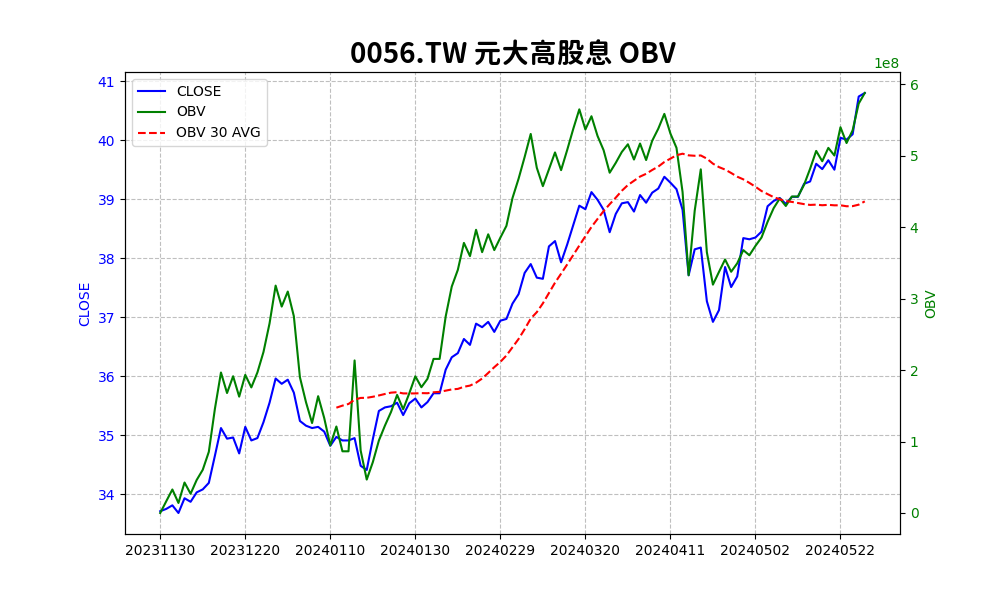 0056.TW 元大高股息 OBV
1e8
CLOSE
OBV
OBV 30 AVG
41
40
39
38
37
36
35
34
CLOSE
6
5
4
3
2
1
0
OBV
20231130 20231220 20240110 20240130 20240229 20240320 20240411 20240502 20240522